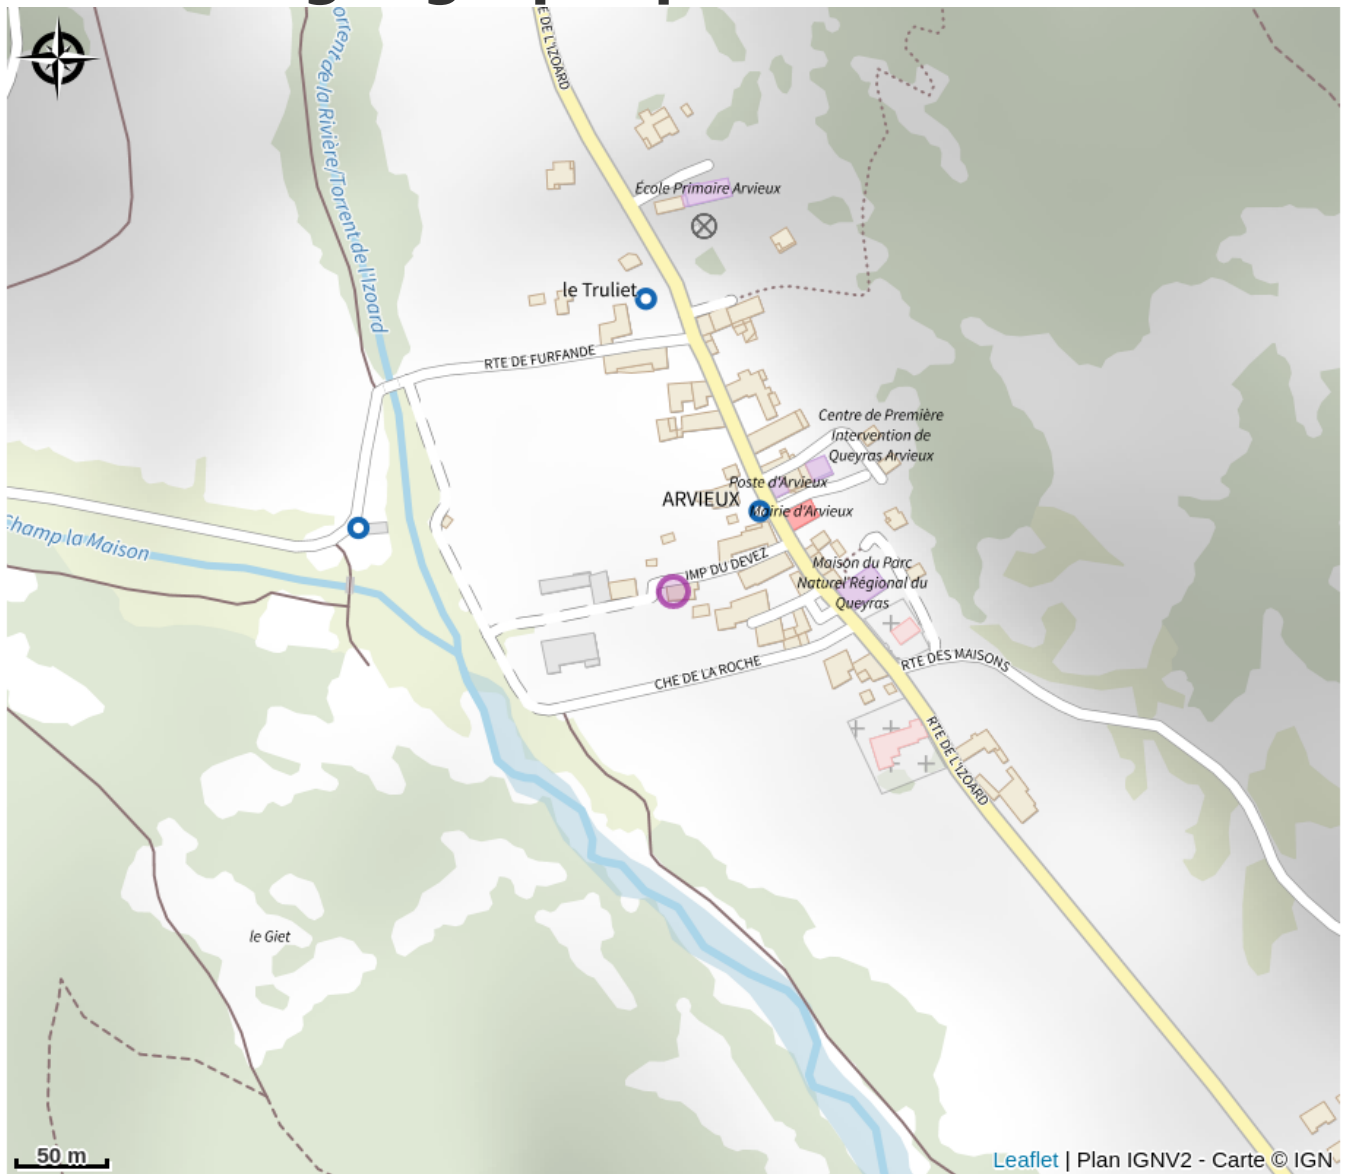 E DE L'IZOARD
orrent de la Rivière/Torrent de l'Izoard
École Primaire Arvieux
le Truliet
RTE DE FURFANDE
Centre de Première
Intervention de
Queyras Arvieux
Poste d'Arvieux
ARVIEUX
Mairie d'Arvieux
Champ la Maison
IMP DU DEVEZ
Maison du Parc
Naturel Régional du
Queyras
RTE DES MAISONS
CHE DE LA ROCHE
RTE DE L'IZOARD
le Giet
50 m
Leaflet | Plan IGNV2 - Carte © IGN